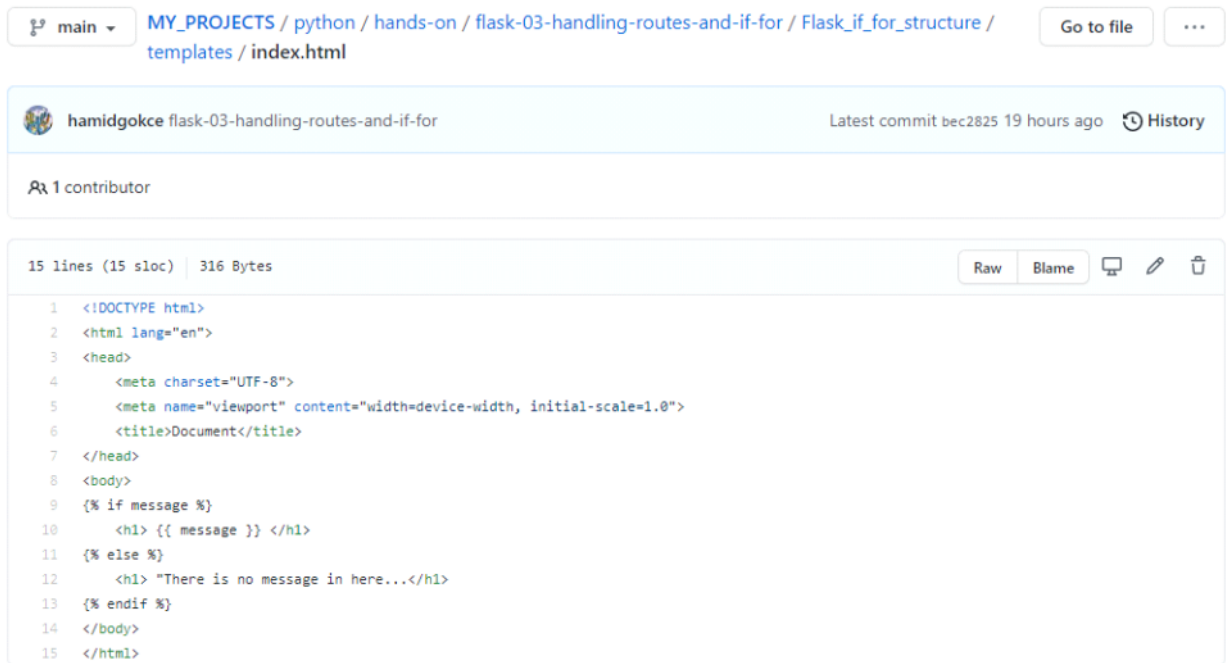 main
MY_PROJECTS / python / hands-on / flask-03-handling-routes-and-if-for / Flask_if_for_structure /
templates / index.html
Go to file
...
hamidgokce flask-03-handling-routes-and-if-for
Latest commit bec2825 19 hours ago
History
1 contributor
15 lines (15 sloc) 316 Bytes
Raw
Blame
1 <!DOCTYPE html>
2 <html lang="en">
3 <head>
4     <meta charset="UTF-8">
5     <meta name="viewport" content="width=device-width, initial-scale=1.0">
6     <title>Document</title>
7 </head>
8 <body>
9 {% if message %}
10     <h1> {{ message }} </h1>
11 {% else %}
12     <h1> "There is no message in here...</h1>
13 {% endif %}
14 </body>
15 </html>